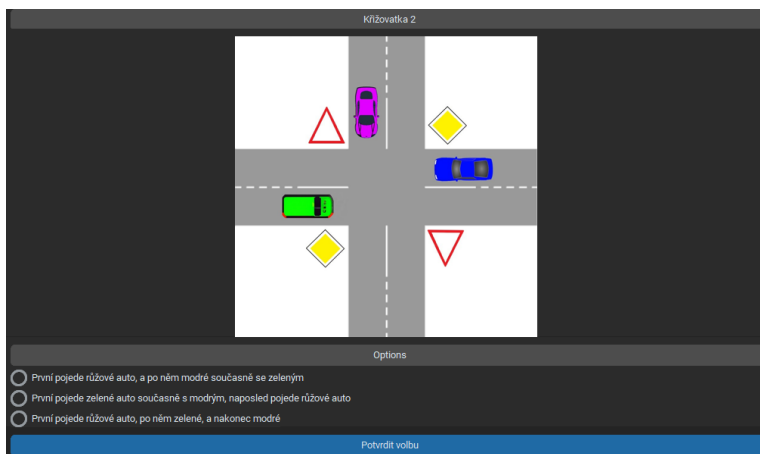 Křižovatka 2
Options
První pojede růžové auto, a po něm modré současně se zeleným
První pojede zelené auto současně s modrým, naposled pojede růžové auto
První pojede růžové auto, po něm zelené, a nakonec modré
Potvrdit volbu